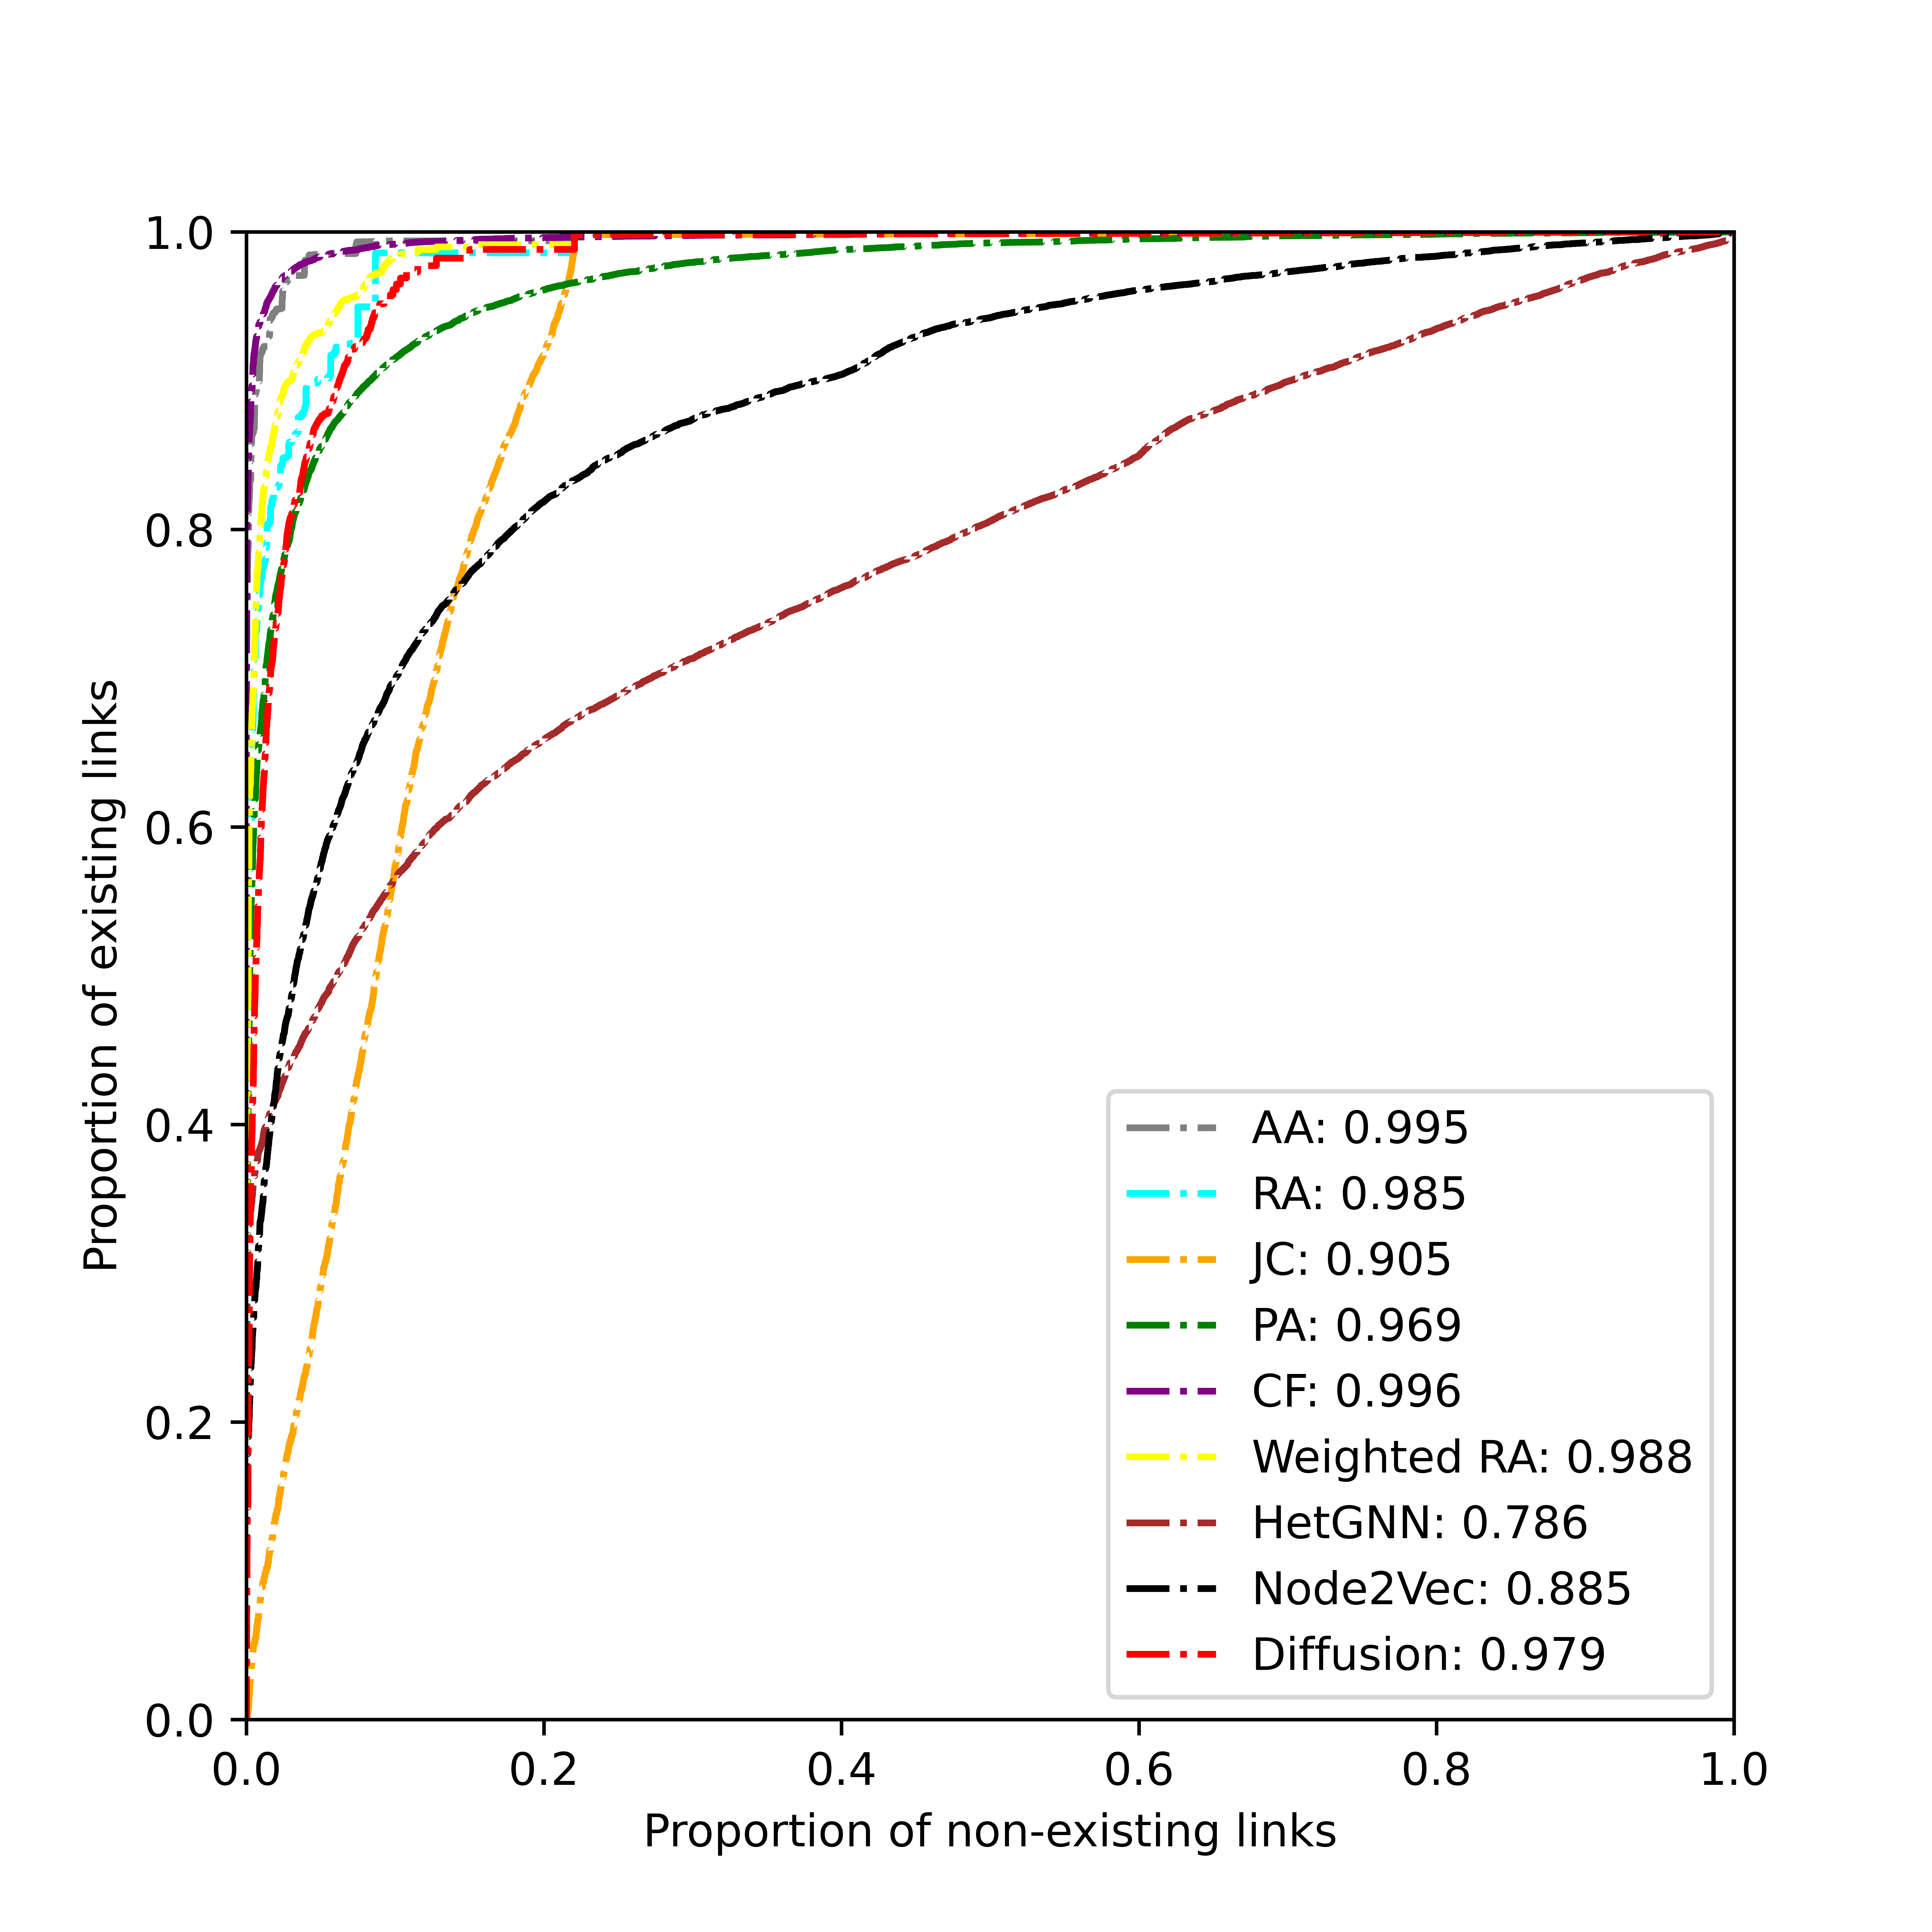 1.0
0.8
0.6
0.4
0.2
0.0
Proportion of existing links
AA: 0.995
RA: 0.985
JC: 0.905
PA: 0.969
CF: 0.996
Weighted RA: 0.988
HetGNN: 0.786
Node2Vec: 0.885
Diffusion: 0.979
0.0 0.2 0.4 0.6 0.8 1.0
Proportion of non-existing links